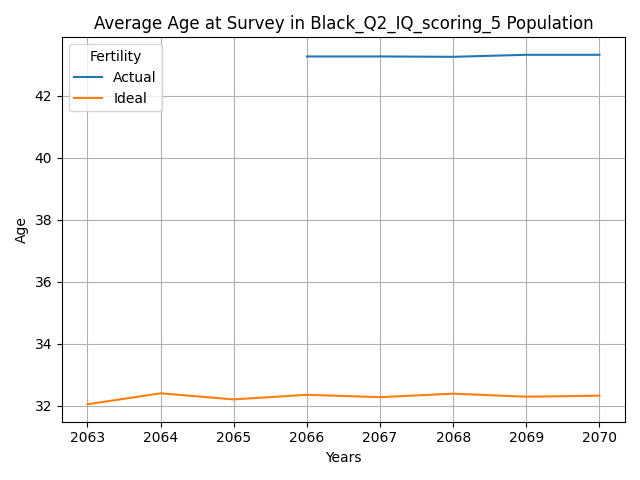 Average Age at Survey in Black_Q2_IQ_scoring_5 Population
Fertility
Actual
Ideal
42
40
38
36
34
32
Age
2063 2064 2065 2066 2067 2068 2069 2070
Years